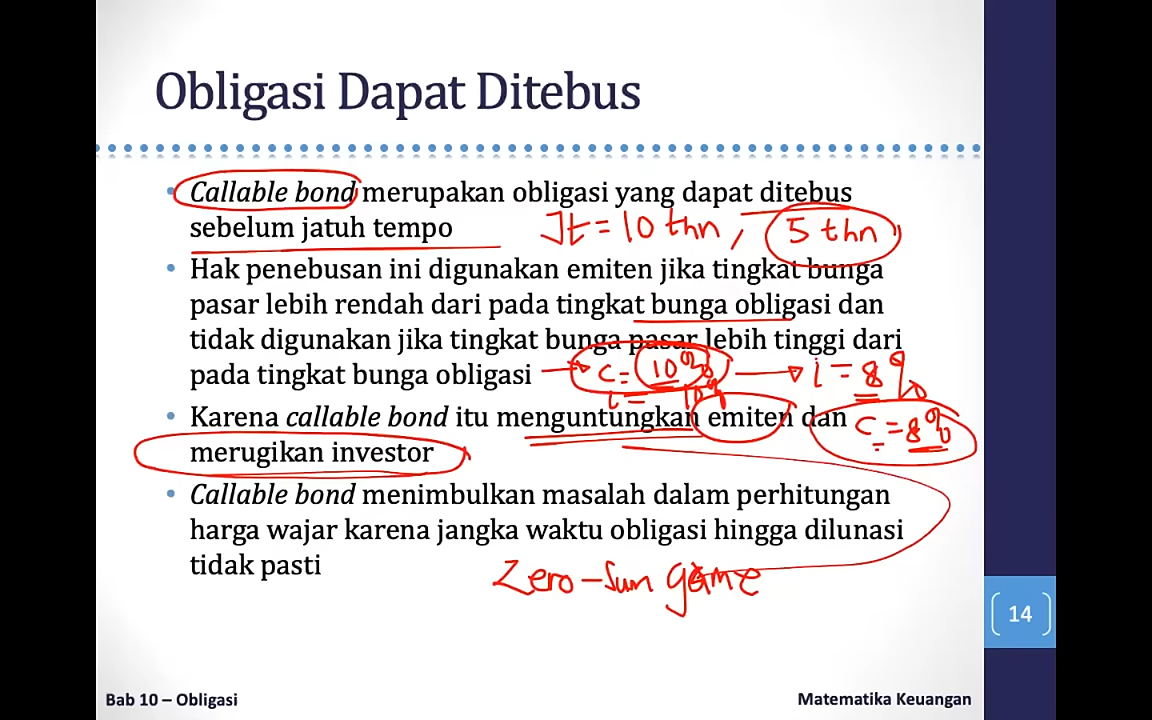 Obligasi Dapat Ditebus
• Callable bond merupakan obligasi yang dapat ditebus
sebelum jatuh tempo
Jt = 10 thn, 5 thn
• Hak penebusan ini digunakan emiten jika tingkat bunga
pasar lebih rendah dari pada tingkat bunga obligasi dan
tidak digunakan jika tingkat bunga pasar lebih tinggi dari
pada tingkat bunga obligasi
c = 10% i = 8%
i = 10%
• Karena callable bond itu menguntungkan emiten dan
c = 8%
merugikan investor
• Callable bond menimbulkan masalah dalam perhitungan
harga wajar karena jangka waktu obligasi hingga dilunasi
tidak pasti
Zero-sum game
14
Bab 10 – Obligasi
Matematika Keuangan